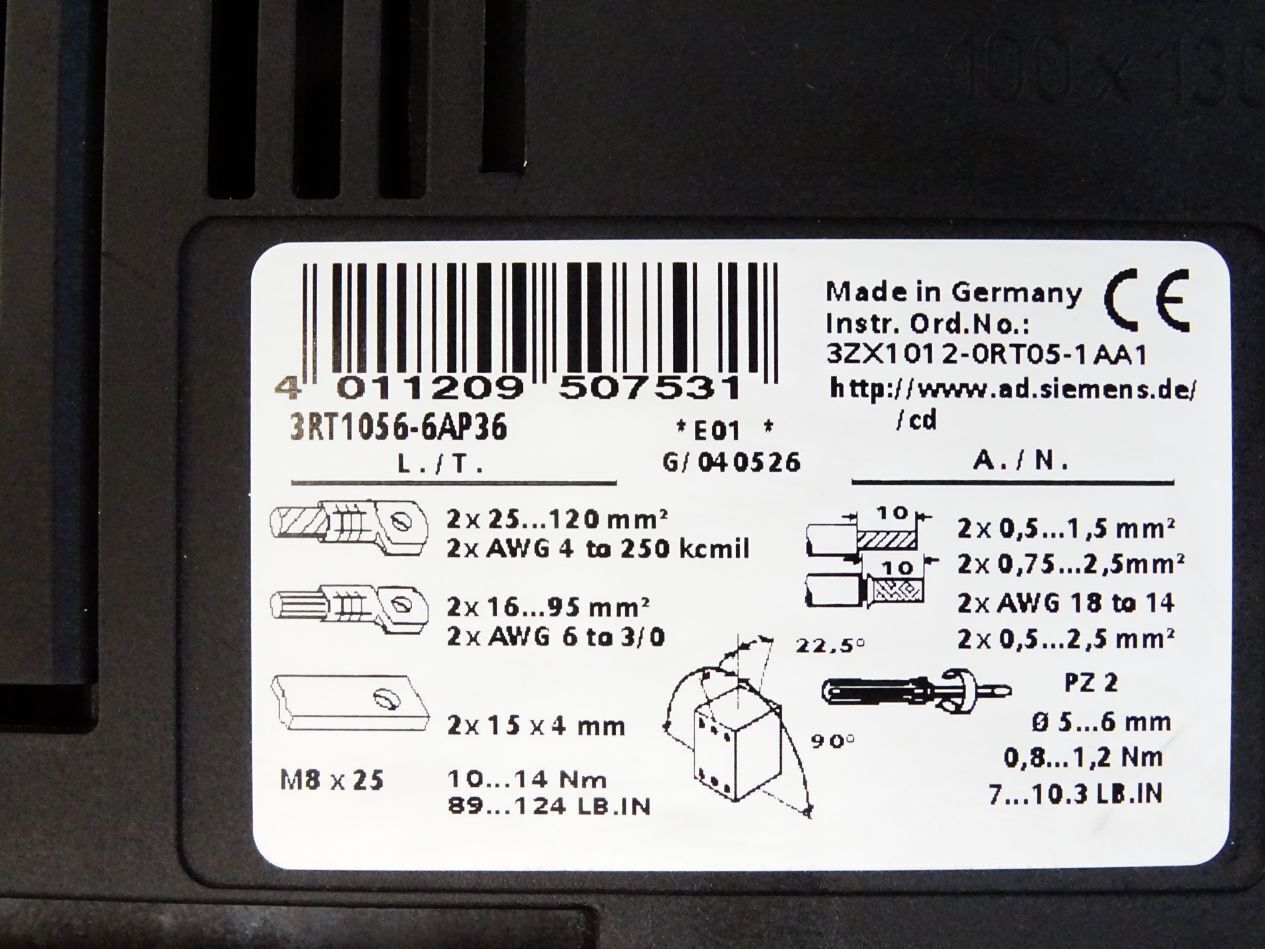 100 x 130
4 011209 507531
3RT1056-6AP36
*E01 *
G/040526
Made in Germany CE
Instr. Ord.No.:
3ZX1012-0RT05-1AA1
http://www.ad.siemens.de/
/cd
L./T.
A./N.
2x 25...120 mm²
2x AWG 4 to 250 kcmil
2x 16...95 mm²
2x AWG 6 to 3/0
2x 15 x 4 mm
M8 x 25
10...14 Nm
89...124 LB.IN
22,5°
90°
10
10
2x 0,5...1,5 mm²
2x 0,75...2,5mm²
2x AWG 18 to 14
2x 0,5...2,5 mm²
PZ 2
Ø 5...6 mm
0,8...1,2 Nm
7...10.3 LB.IN